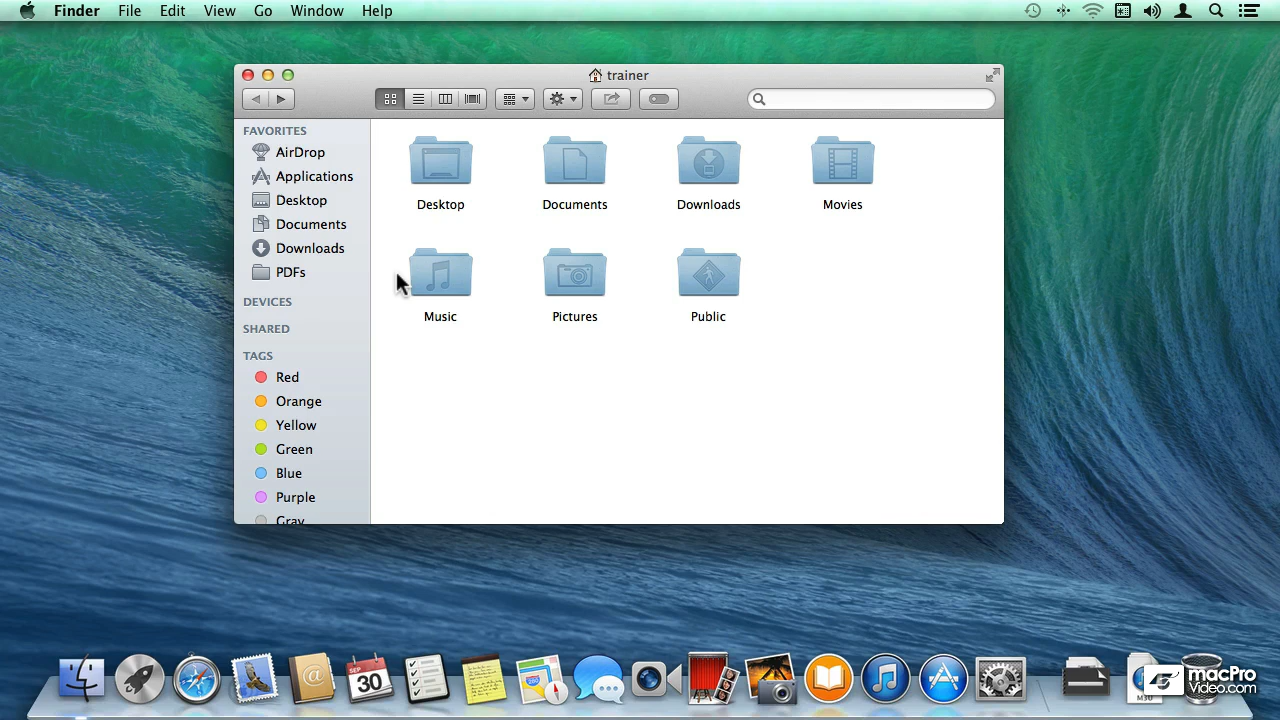 Finder File Edit View Go Window Help
trainer
FAVORITES
AirDrop
Applications
Desktop
Documents
Downloads
PDFs
DEVICES
SHARED
TAGS
Red
Orange
Yellow
Green
Blue
Purple
Gray
Desktop Documents Downloads Movies
Music Pictures Public
SEP
30
macPro
Video.com